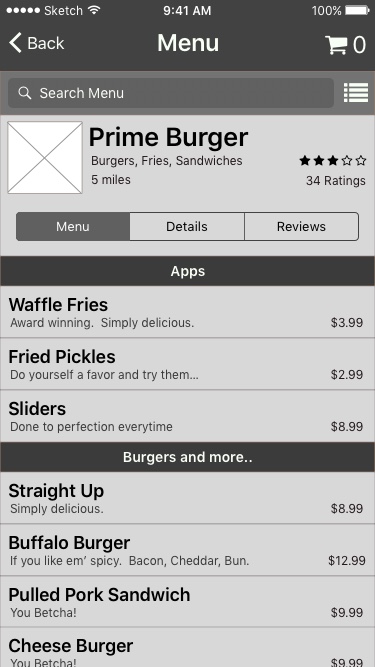 Sketch 9:41 AM 100%
Back Menu 0
Search Menu
Prime Burger
Burgers, Fries, Sandwiches
5 miles 34 Ratings
Menu Details Reviews
Apps
Waffle Fries
Award winning.  Simply delicious. $3.99
Fried Pickles
Do yourself a favor and try them... $2.99
Sliders
Done to perfection everytime $8.99
Burgers and more..
Straight Up
Simply delicious. $8.99
Buffalo Burger
If you like em’ spicy.  Bacon, Cheddar, Bun. $12.99
Pulled Pork Sandwich
You Betcha! $9.99
Cheese Burger
You Betcha! $9.99